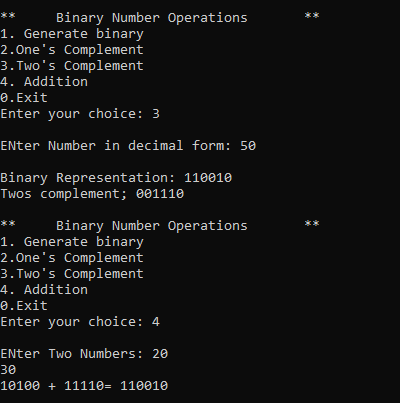 **     Binary Number Operations       **
1. Generate binary
2.One's Complement
3.Two's Complement
4. Addition
0.Exit
Enter your choice: 3
ENter Number in decimal form: 50
Binary Representation: 110010
Twos complement; 001110
**     Binary Number Operations       **
1. Generate binary
2.One's Complement
3.Two's Complement
4. Addition
0.Exit
Enter your choice: 4
ENter Two Numbers: 20
30
10100 + 11110= 110010